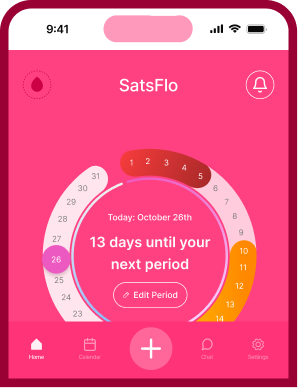 9:41
SatsFlo
1 2 3 4 5 6 7 8 9 10 11 12 13 14
31 30 29 28 27 26 25 24 23
Today: October 26th
13 days until your
next period
Edit Period
Home Calendar Chat Settings